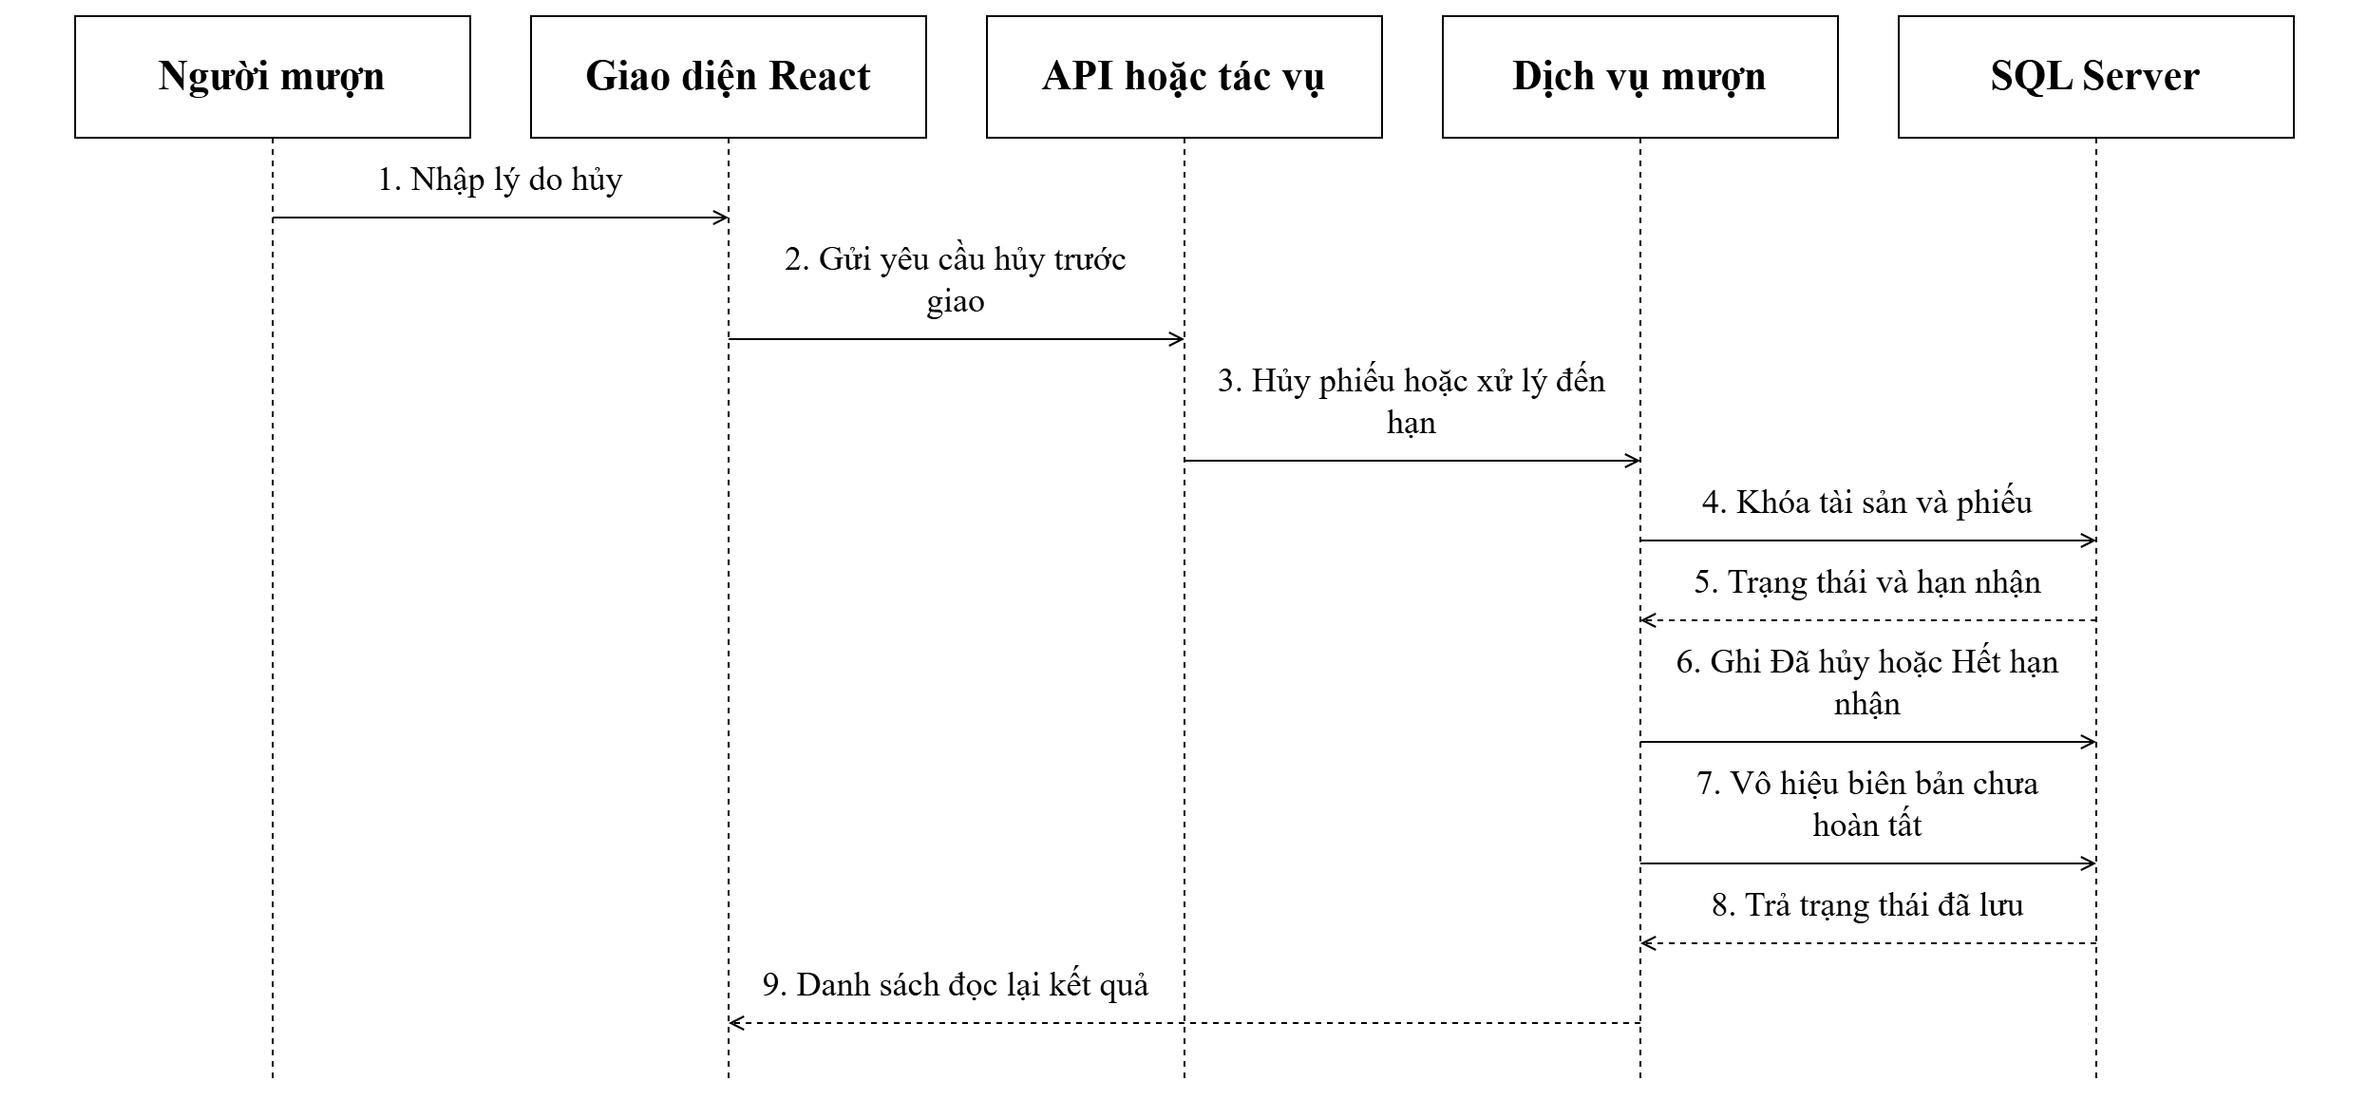 Người mượn
Giao diện React
API hoặc tác vụ
Dịch vụ mượn
SQL Server
1. Nhập lý do hủy
2. Gửi yêu cầu hủy trước
giao
3. Hủy phiếu hoặc xử lý đến
hạn
4. Khóa tài sản và phiếu
5. Trạng thái và hạn nhận
6. Ghi Đã hủy hoặc Hết hạn
nhận
7. Vô hiệu biên bản chưa
hoàn tất
8. Trả trạng thái đã lưu
9. Danh sách đọc lại kết quả